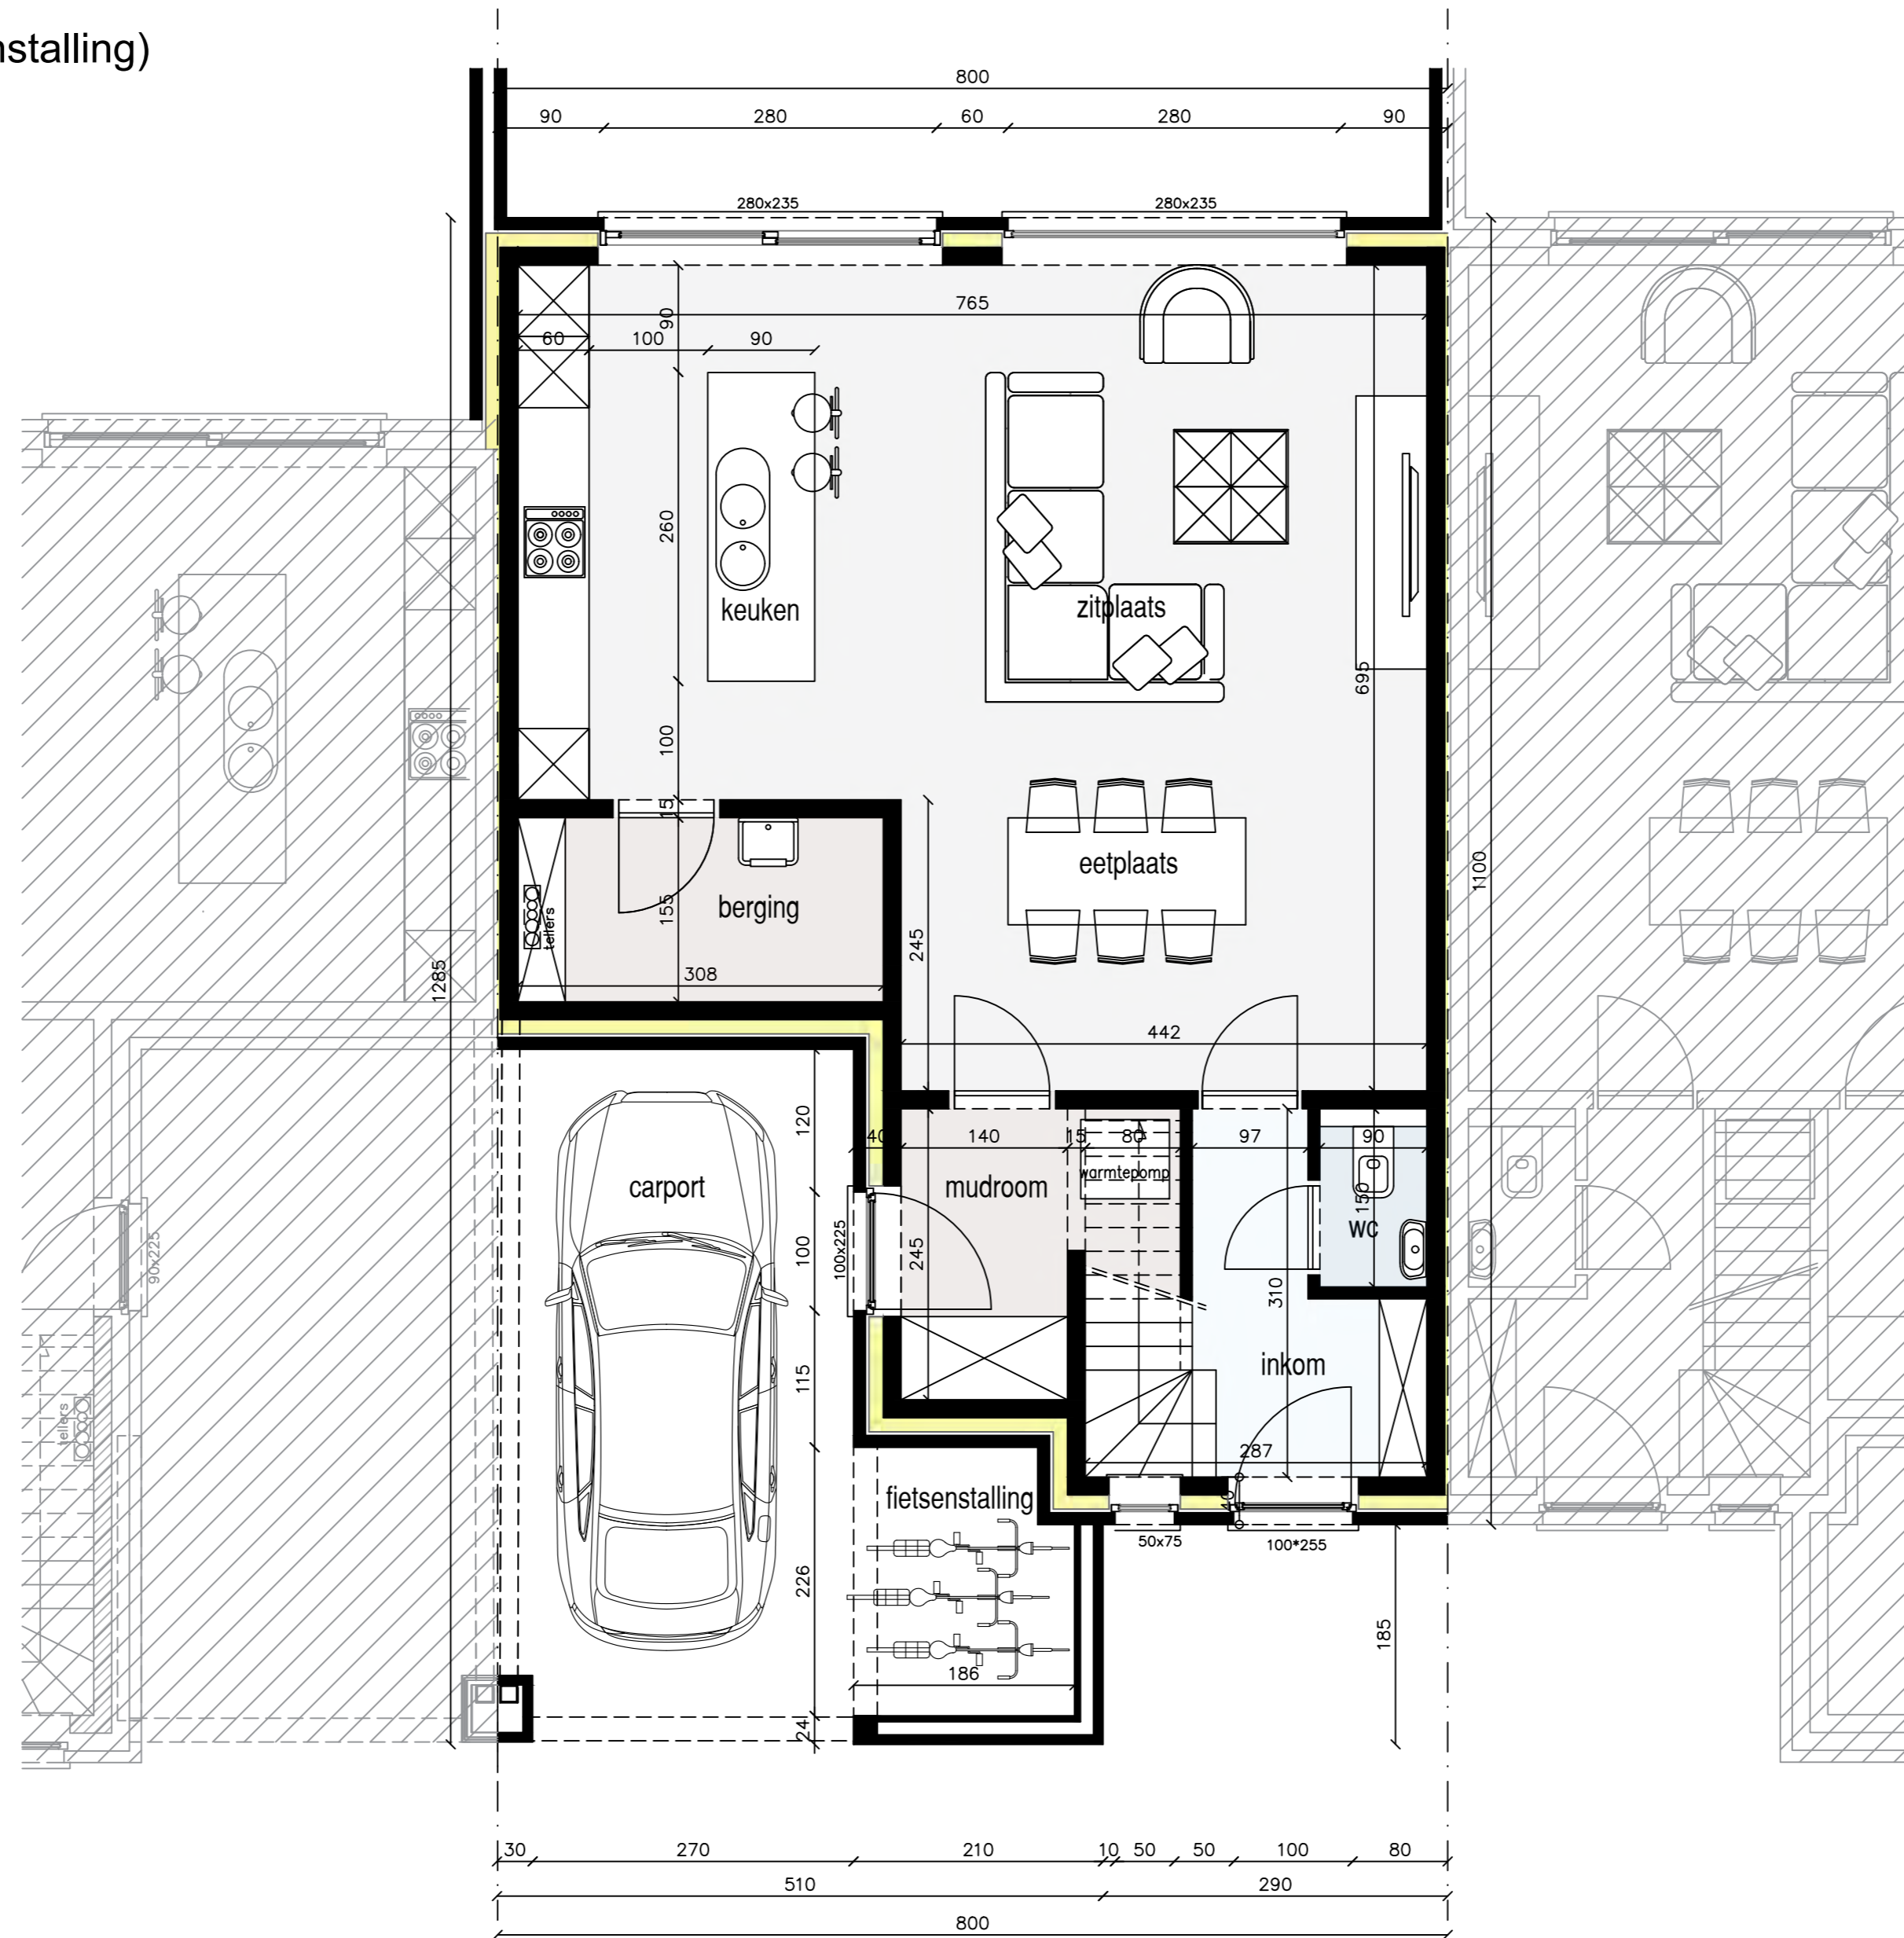 nstalling)
800
90 280 60 280 90
280x235 280x235
765
90
60 100 90
260
keuken
zitplaats
695
100
15
eetplaats
1100
155
berging
tellers
245
308
1285
442
120
40 140 15 80 97 90
warmtepomp
carport
mudroom
150
wc
100
100x225
90x225
245
310
inkom
115
tellers
287
fietsenstalling
40
50x75
100*255
226
185
186
24
30 270 210 10 50 50 100 80
510 290
800